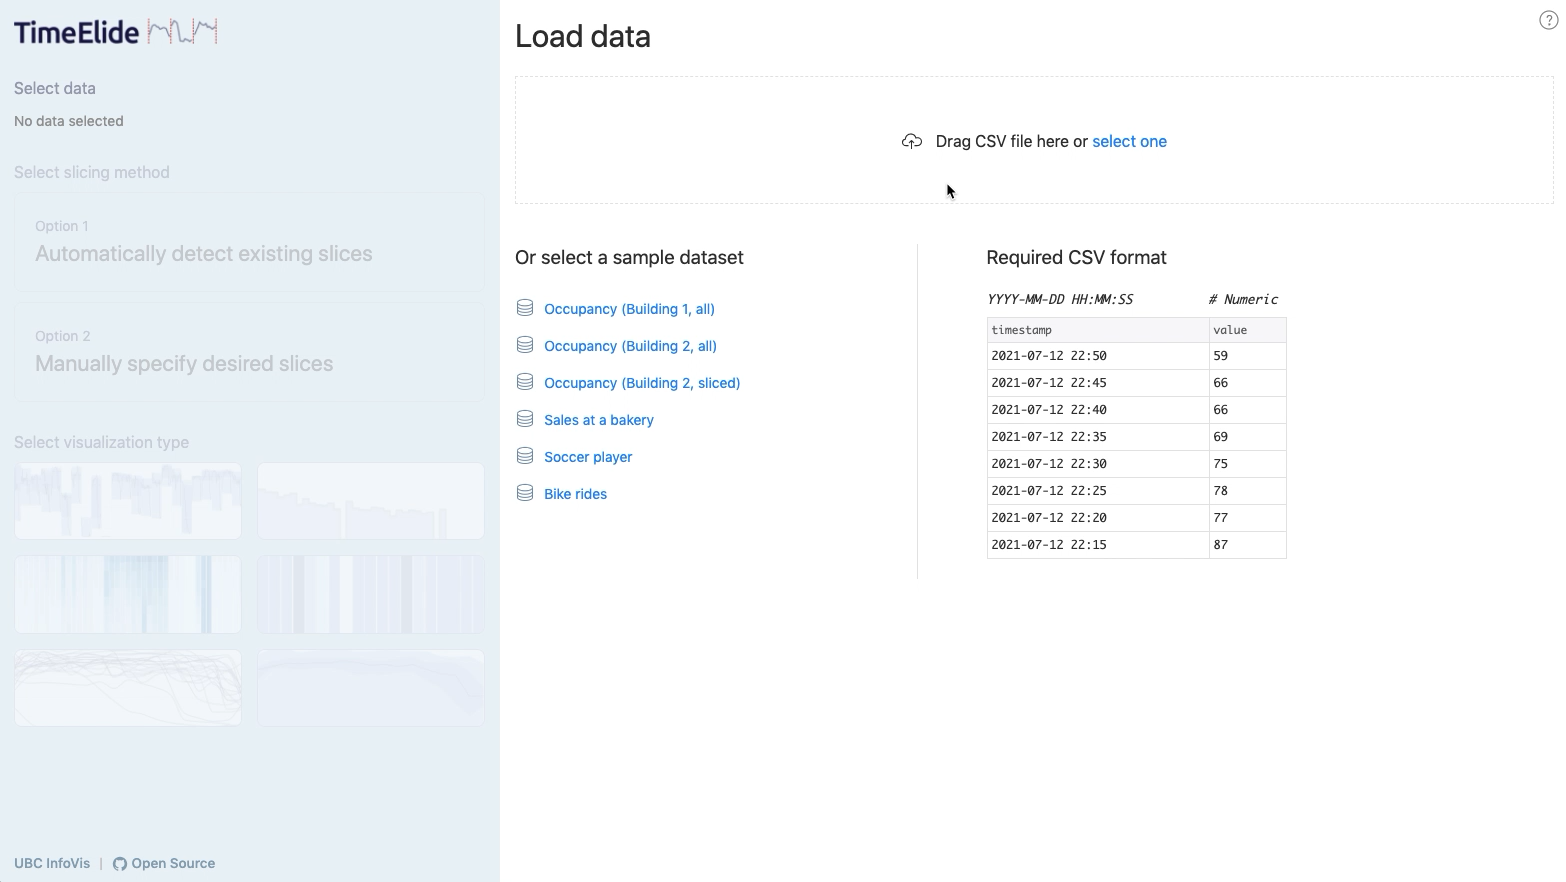 TimeElide
Select data
No data selected
Select slicing method
Option 1
Automatically detect existing slices
Option 2
Manually specify desired slices
Select visualization type
UBC InfoVis | Open Source
Load data
?
Drag CSV file here or select one
Or select a sample dataset
Occupancy (Building 1, all)
Occupancy (Building 2, all)
Occupancy (Building 2, sliced)
Sales at a bakery
Soccer player
Bike rides
Required CSV format
YYYY-MM-DD HH:MM:SS # Numeric
timestamp value
2021-07-12 22:50 59
2021-07-12 22:45 66
2021-07-12 22:40 66
2021-07-12 22:35 69
2021-07-12 22:30 75
2021-07-12 22:25 78
2021-07-12 22:20 77
2021-07-12 22:15 87